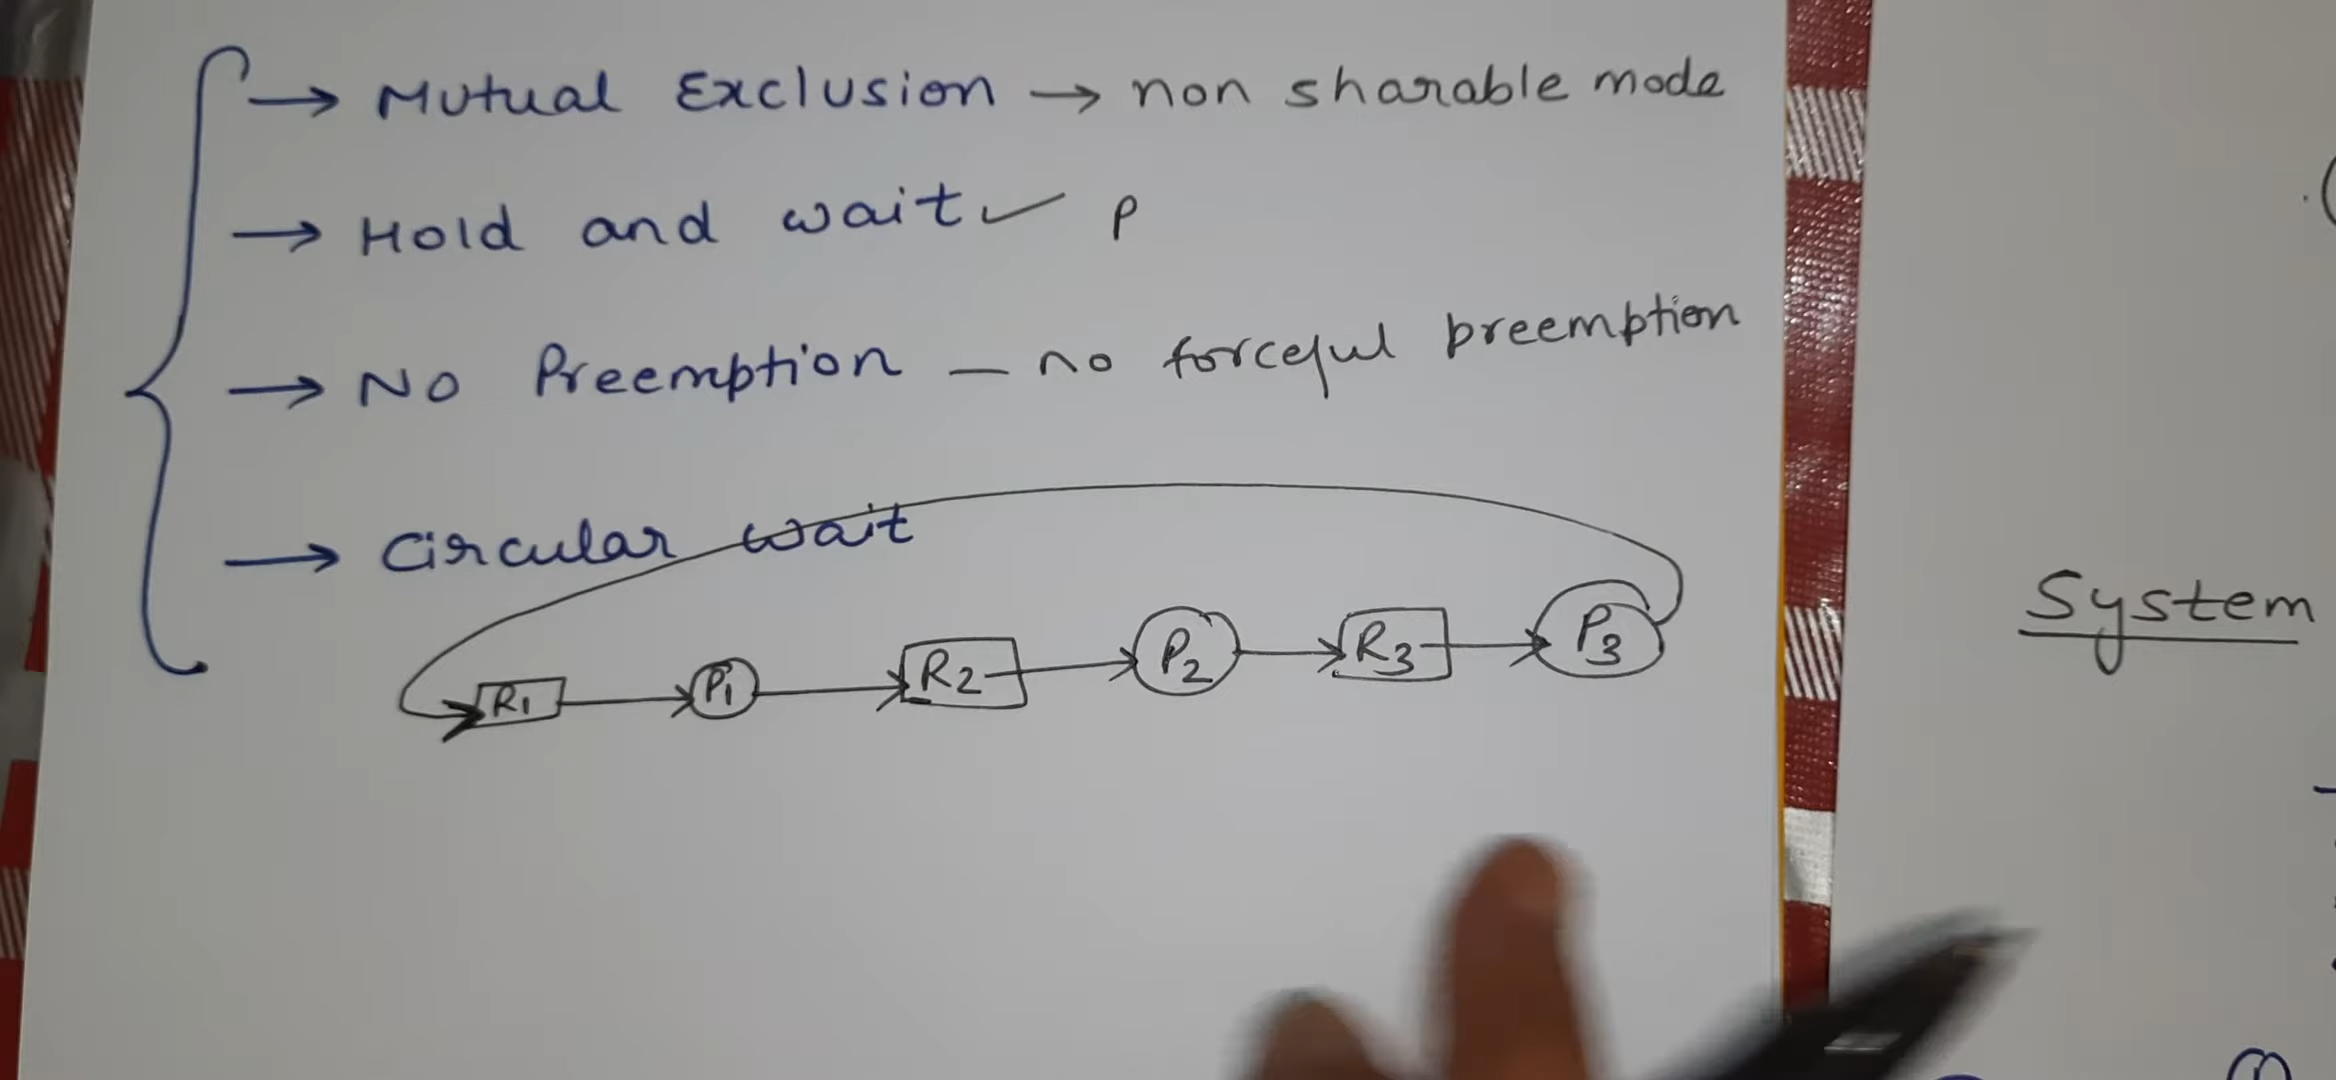 → Mutual Exclusion → non sharable mode
→ Hold and wait ✓ P
→ No Preemption – no forceful preemption
→ Circular wait
R1 → P1 → R2 → P2 → R3 → P3
System